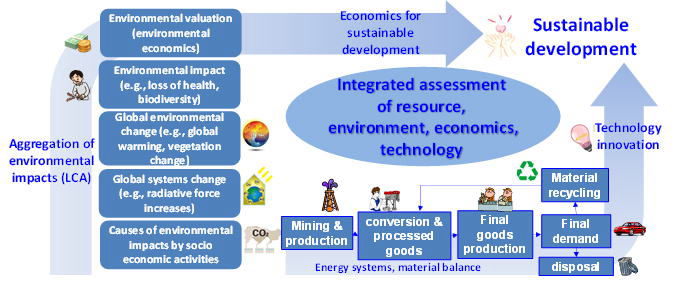 Environmental valuation
(environmental
economics)
Economics for
sustainable
development
Sustainable
development
Environmental impact
(e.g., loss of health,
biodiversity)
Integrated assessment
of resource,
environment, economics,
technology
Global environmental
change (e.g., global
warming, vegetation
change)
Aggregation of
environmental
impacts (LCA)
Technology
innovation
Global systems change
(e.g., radiative force
increases)
Material
recycling
Causes of environmental
impacts by socio
economic activities
CO₂
Mining &
production
conversion &
processed
goods
Final
goods
production
Final
demand
disposal
Energy systems, material balance